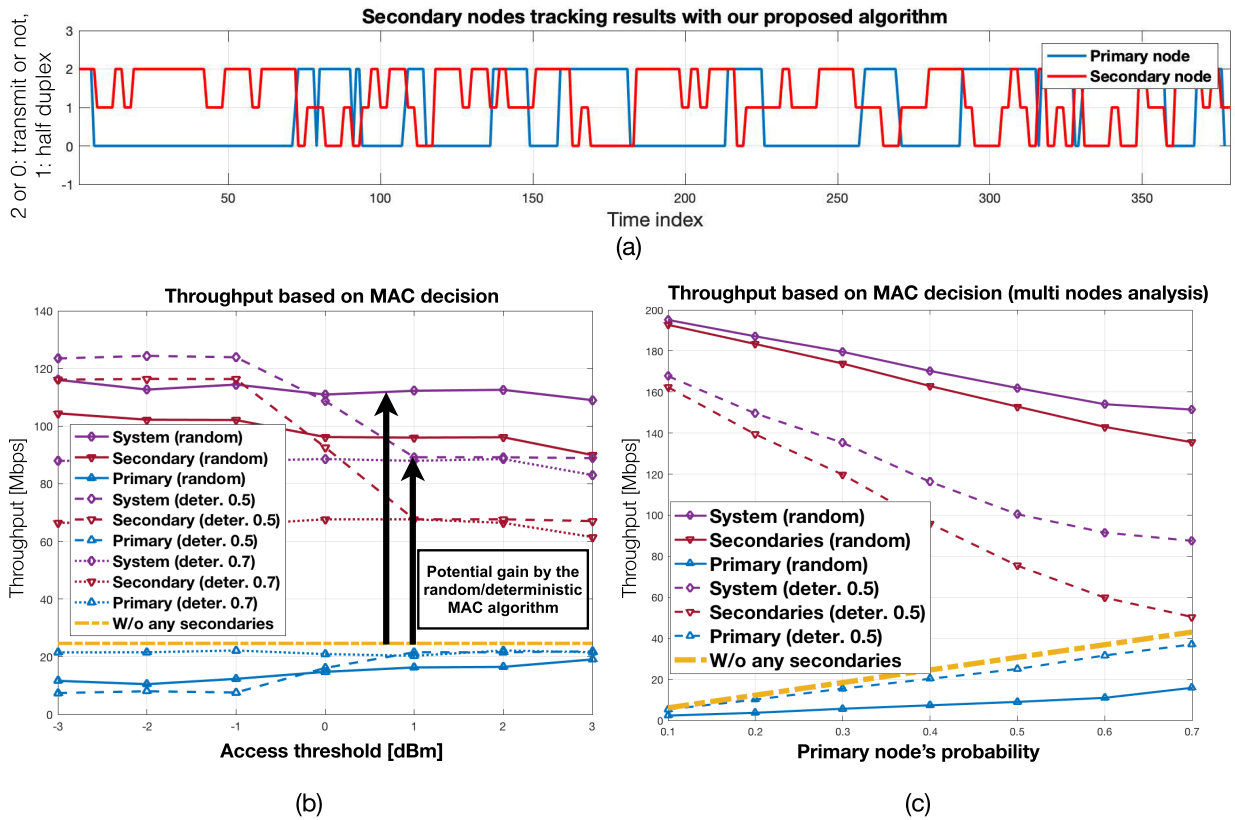 Secondary nodes tracking results with our proposed algorithm
2 or 0: transmit or not,
1: half duplex
3
2
1
0
-1
Primary node
Secondary node
50
100
150
200
250
300
350
Time index
(a)
Throughput based on MAC decision
Throughput [Mbps]
140
120
100
80
60
40
20
0
System (random)
Secondary (random)
Primary (random)
System (deter. 0.5)
Secondary (deter. 0.5)
Primary (deter. 0.5)
System (deter. 0.7)
Secondary (deter. 0.7)
Primary (deter. 0.7)
W/o any secondaries
Potential gain by the
random/deterministic
MAC algorithm
-3
-2
-1
0
1
2
3
Access threshold [dBm]
(b)
Throughput based on MAC decision (multi nodes analysis)
Throughput [Mbps]
200
180
160
140
120
100
80
60
40
20
0
System (random)
Secondaries (random)
Primary (random)
System (deter. 0.5)
Secondaries (deter. 0.5)
Primary (deter. 0.5)
W/o any secondaries
0.1
0.2
0.3
0.4
0.5
0.6
0.7
Primary node's probability
(c)